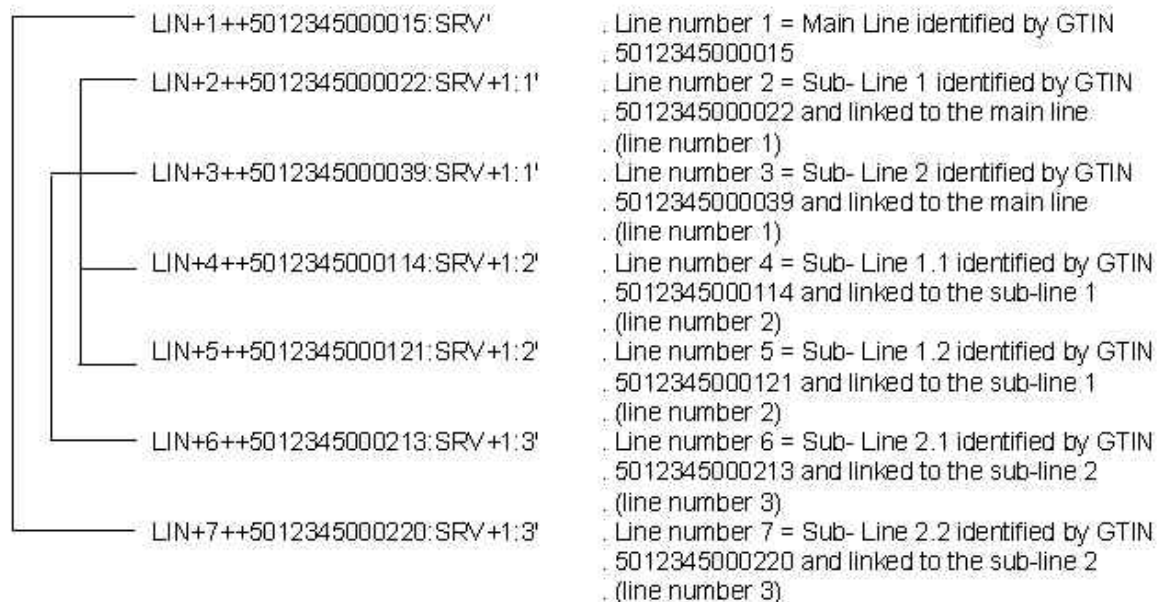 LIN+1++5012345000015:SRV' . Line number 1 = Main Line identified by GTIN
. 5012345000015
LIN+2++5012345000022:SRV+1:1' . Line number 2 = Sub- Line 1 identified by GTIN
. 5012345000022 and linked to the main line
. (line number 1)
LIN+3++5012345000039:SRV+1:1' . Line number 3 = Sub- Line 2 identified by GTIN
. 5012345000039 and linked to the main line
. (line number 1)
LIN+4++5012345000114:SRV+1:2' . Line number 4 = Sub- Line 1.1 identified by GTIN
. 5012345000114 and linked to the sub-line 1
. (line number 2)
LIN+5++5012345000121:SRV+1:2' . Line number 5 = Sub- Line 1.2 identified by GTIN
. 5012345000121 and linked to the sub-line 1
. (line number 2)
LIN+6++5012345000213:SRV+1:3' . Line number 6 = Sub- Line 2.1 identified by GTIN
. 5012345000213 and linked to the sub-line 2
. (line number 3)
LIN+7++5012345000220:SRV+1:3' . Line number 7 = Sub- Line 2.2 identified by GTIN
. 5012345000220 and linked to the sub-line 2
. (line number 3)